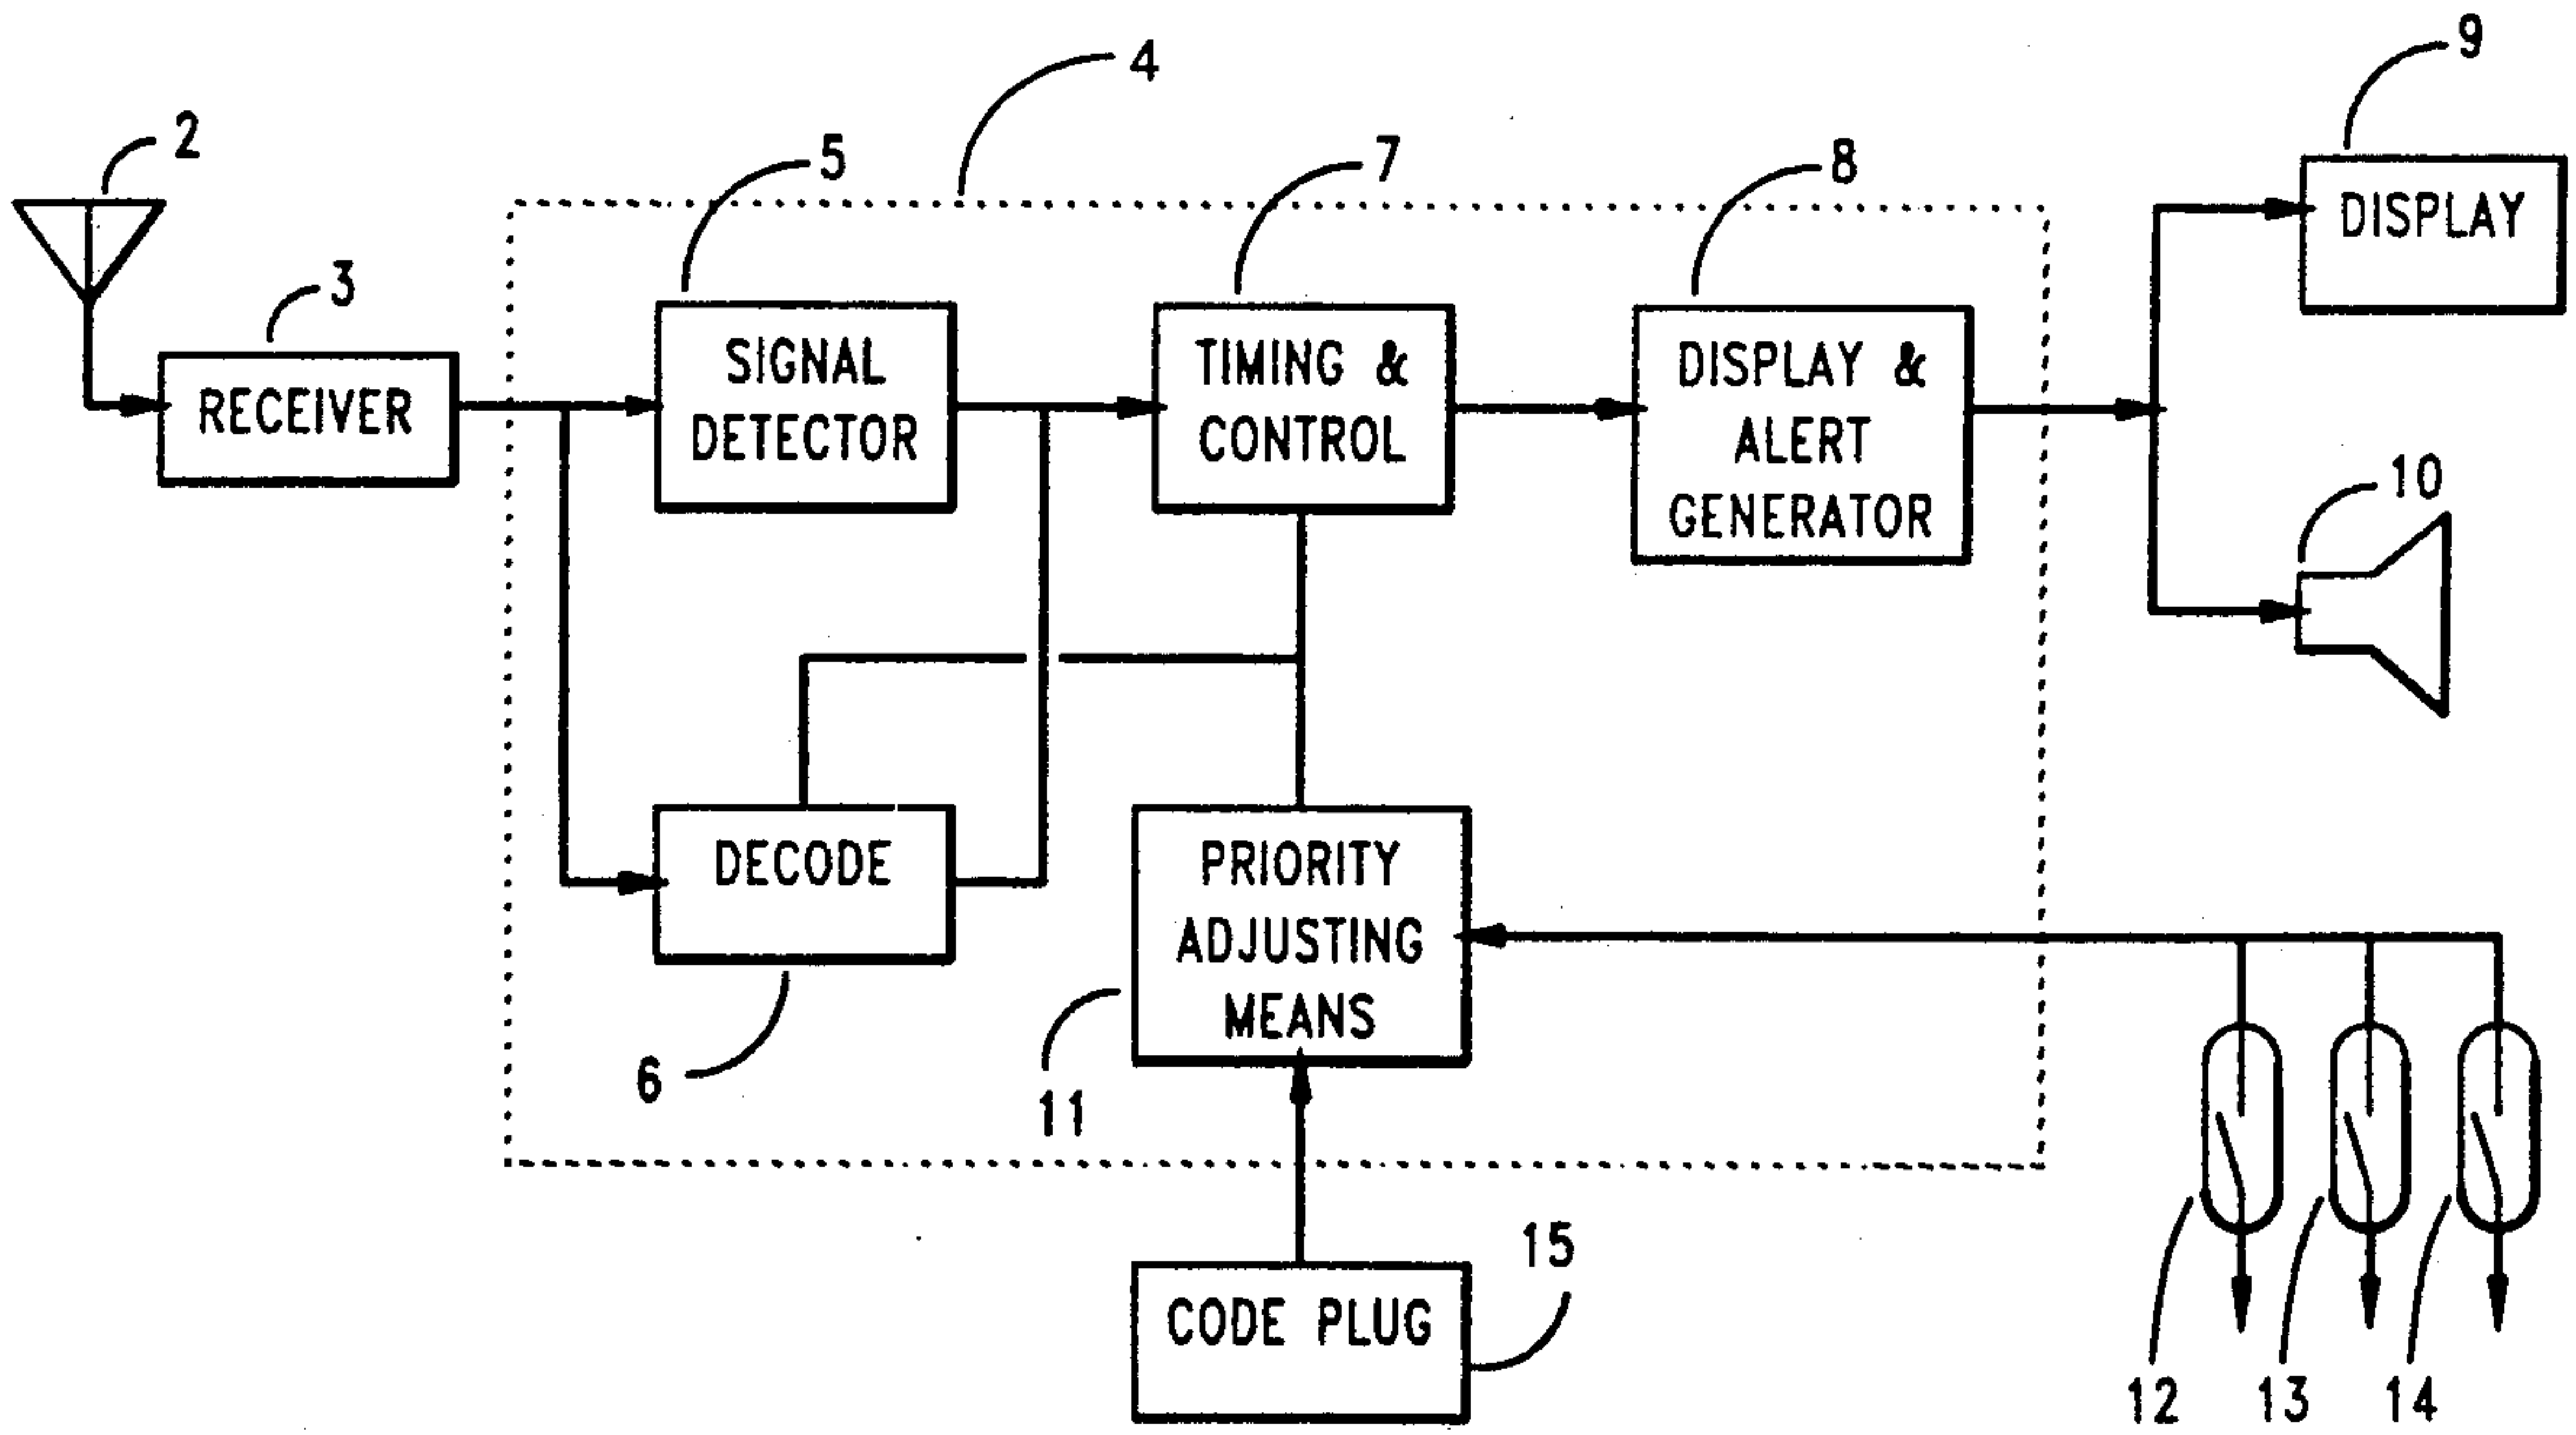 4
9
2
5
7
8
DISPLAY
3
SIGNAL
DETECTOR
TIMING &
CONTROL
DISPLAY &
ALERT
GENERATOR
RECEIVER
10
DECODE
PRIORITY
ADJUSTING
MEANS
6
11
15
CODE PLUG
12
13
14